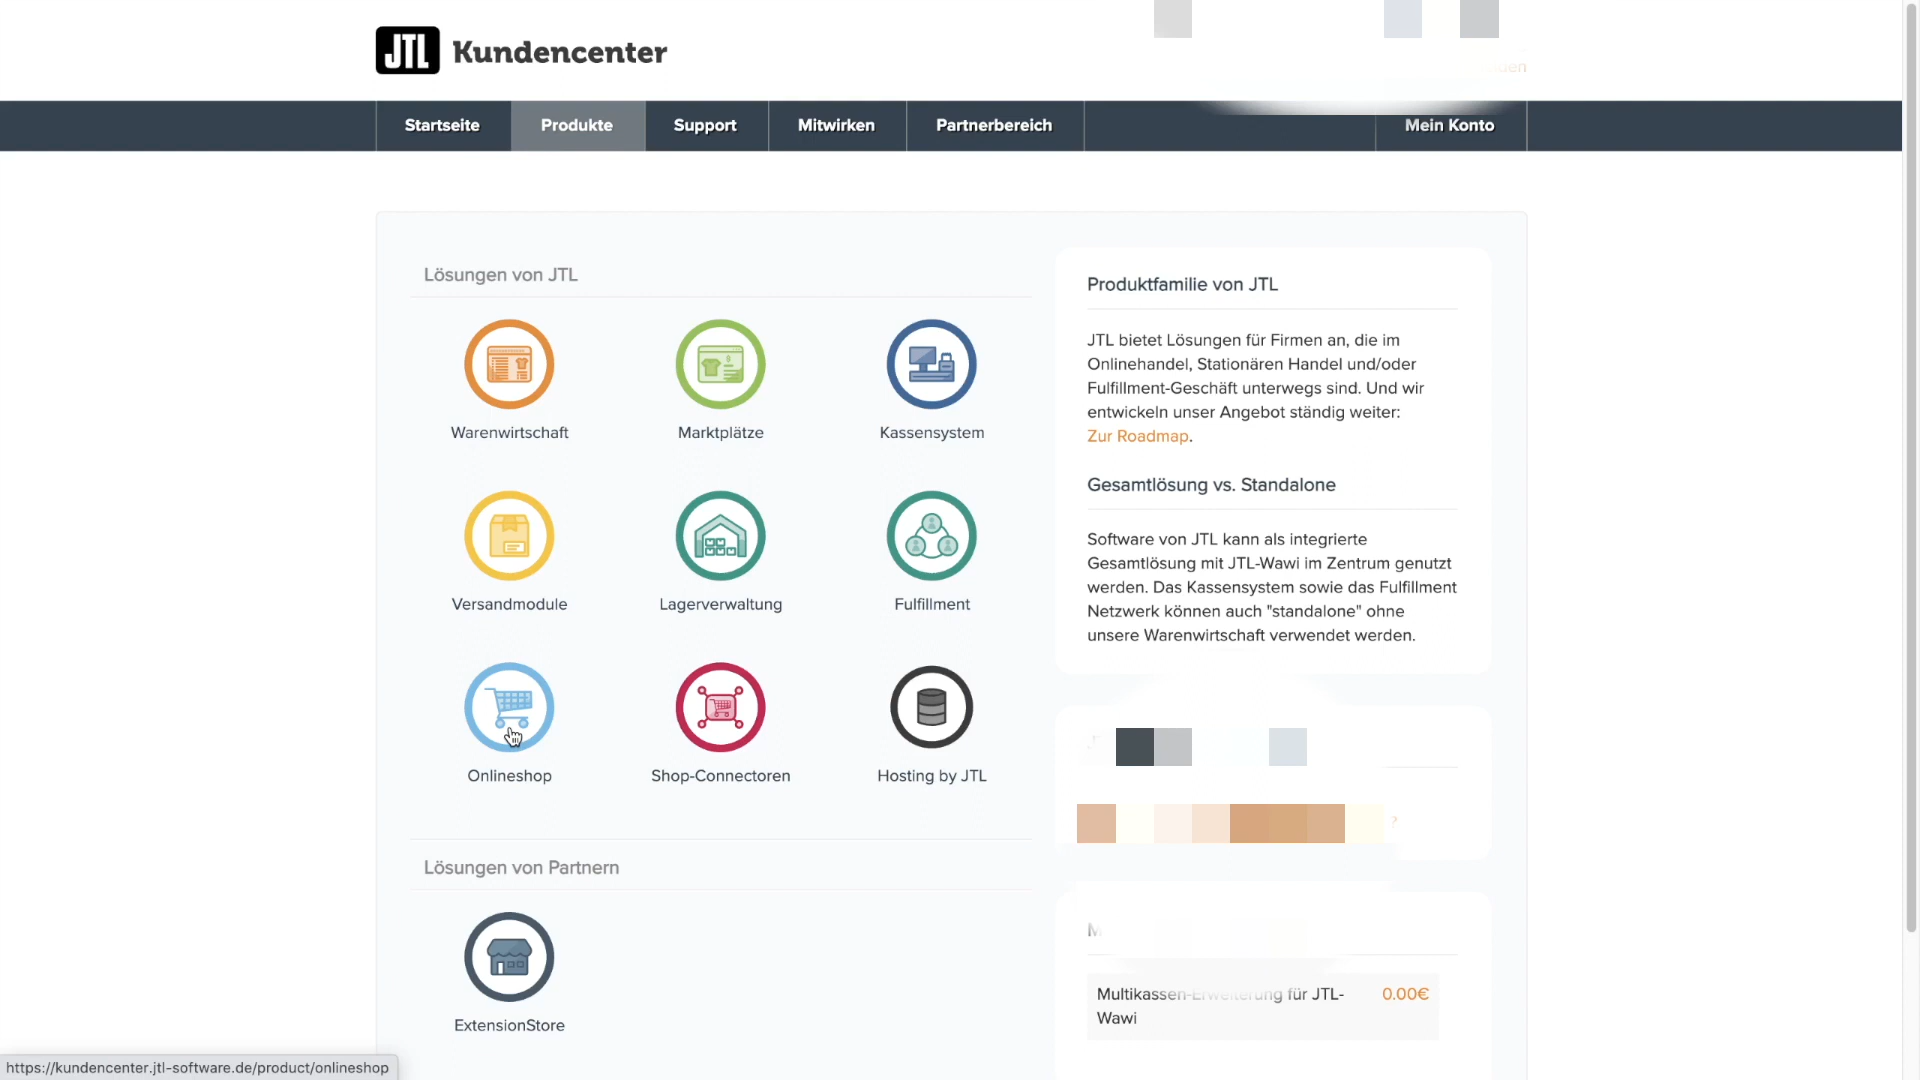 JTL Kundencenter
Startseite
Produkte
Support
Mitwirken
Partnerbereich
Mein Konto
Lösungen von JTL
Warenwirtschaft
Marktplätze
Kassensystem
Versandmodule
Lagerverwaltung
Fulfillment
Onlineshop
Shop-Connectoren
Hosting by JTL
Lösungen von Partnern
ExtensionStore
Produktfamilie von JTL
JTL bietet Lösungen für Firmen an, die im
Onlinehandel, Stationären Handel und/oder
Fulfillment-Geschäft unterwegs sind. Und wir
entwickeln unser Angebot ständig weiter:
Zur Roadmap.
Gesamtlösung vs. Standalone
Software von JTL kann als integrierte
Gesamtlösung mit JTL-Wawi im Zentrum genutzt
werden. Das Kassensystem sowie das Fulfillment
Netzwerk können auch "standalone" ohne
unsere Warenwirtschaft verwendet werden.
Multikassen-Erweiterung für JTL-
Wawi
0.00€
https://kundencenter.jtl-software.de/product/onlineshop